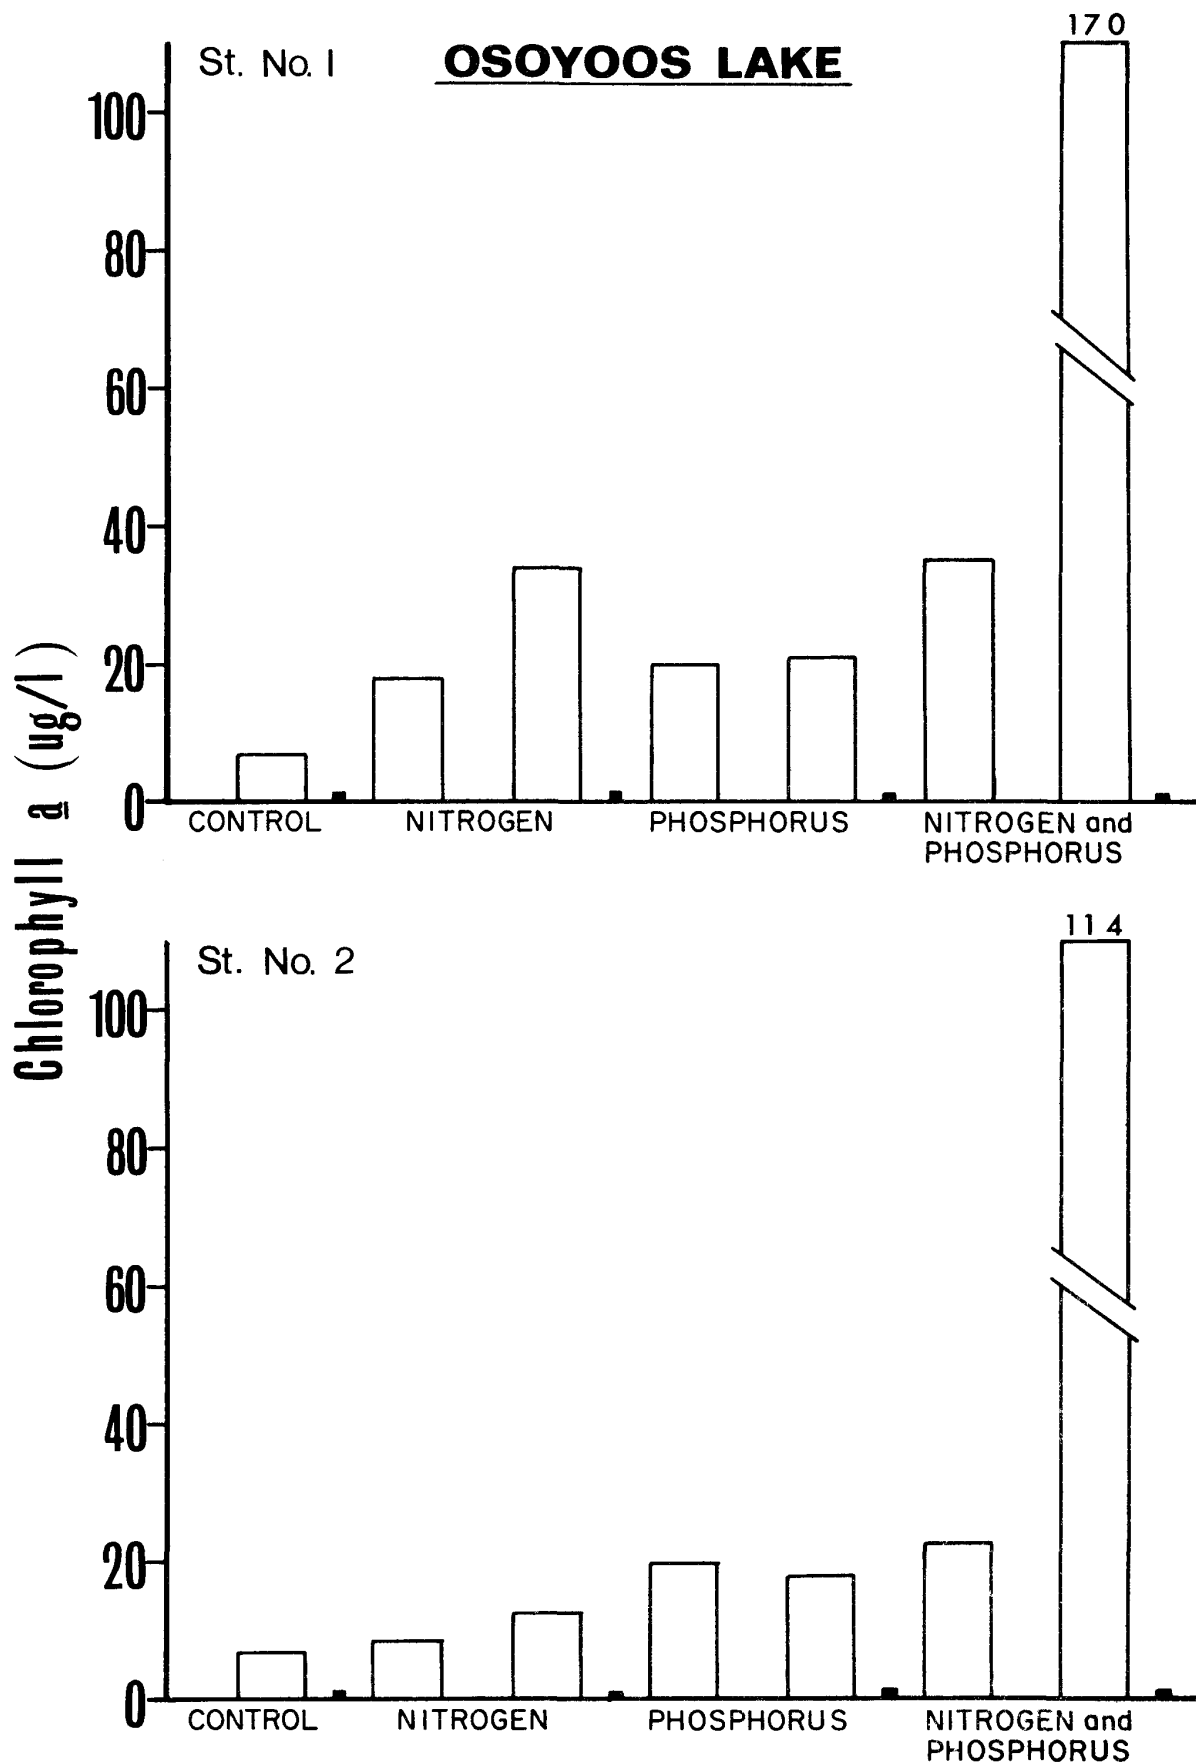 170
St. No. 1
OSOYOOS LAKE
100
80
60
40
20
0
CONTROL
NITROGEN
PHOSPHORUS
NITROGEN and
PHOSPHORUS
Chlorophyll a (ug/l)
114
St. No. 2
100
80
60
40
20
0
CONTROL
NITROGEN
PHOSPHORUS
NITROGEN and
PHOSPHORUS